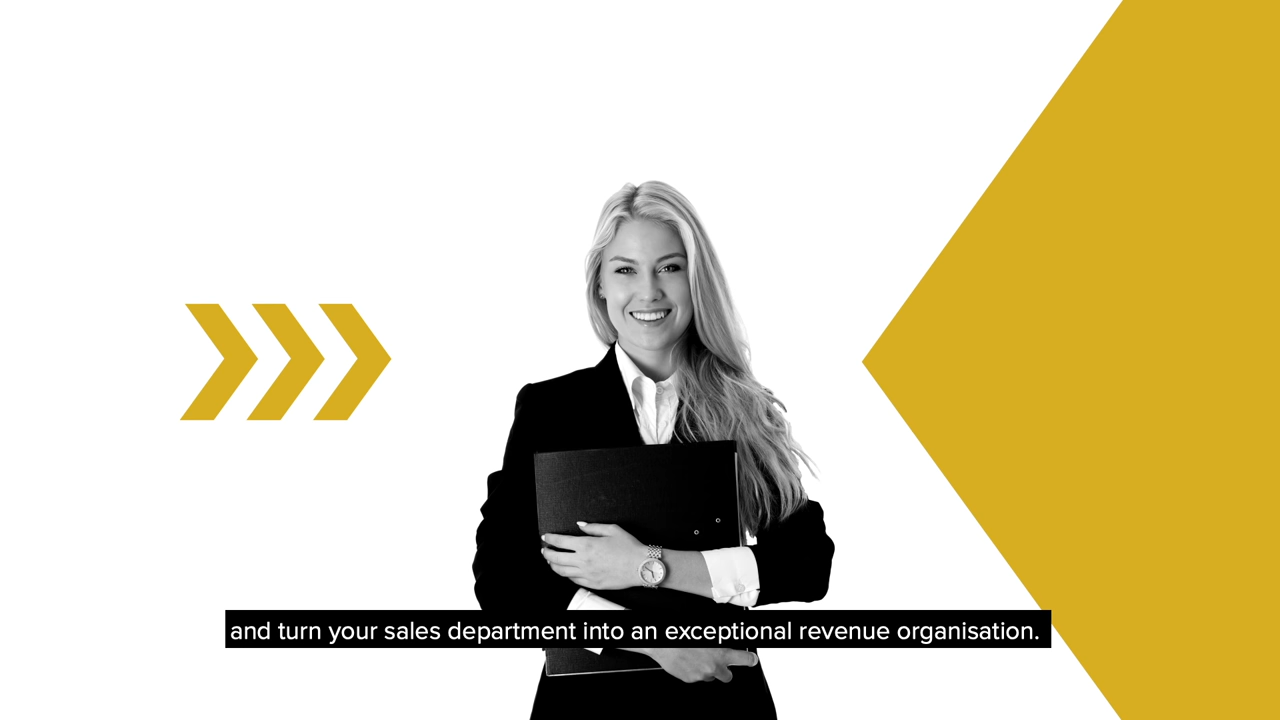 and turn your sales department into an exceptional revenue organisation.